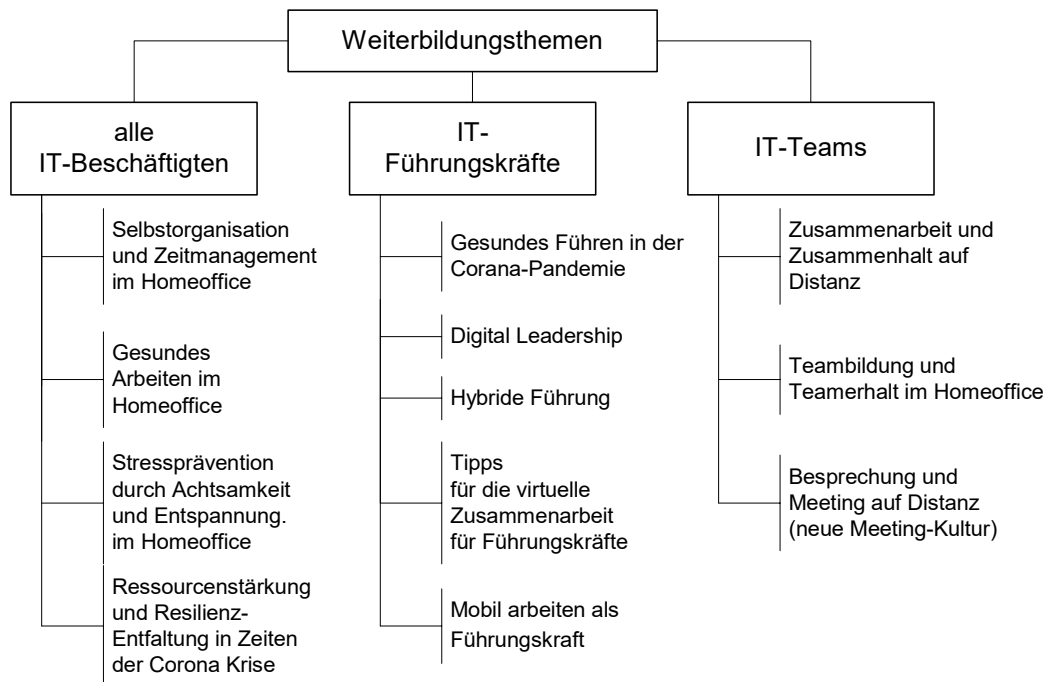 Weiterbildungsthemen
alle
IT-Beschäftigten
Selbstorganisation
und Zeitmanagement
im Homeoffice
Gesundes
Arbeiten im
Homeoffice
Stressprävention
durch Achtsamkeit
und Entspannung.
im Homeoffice
Ressourcenstärkung
und Resilienz-
Entfaltung in Zeiten
der Corona Krise
IT-
Führungskräfte
Gesundes Führen in der
Corana-Pandemie
Digital Leadership
Hybride Führung
Tipps
für die virtuelle
Zusammenarbeit
für Führungskräfte
Mobil arbeiten als
Führungskraft
IT-Teams
Zusammenarbeit und
Zusammenhalt auf
Distanz
Teambildung und
Teamerhalt im Homeoffice
Besprechung und
Meeting auf Distanz
(neue Meeting-Kultur)